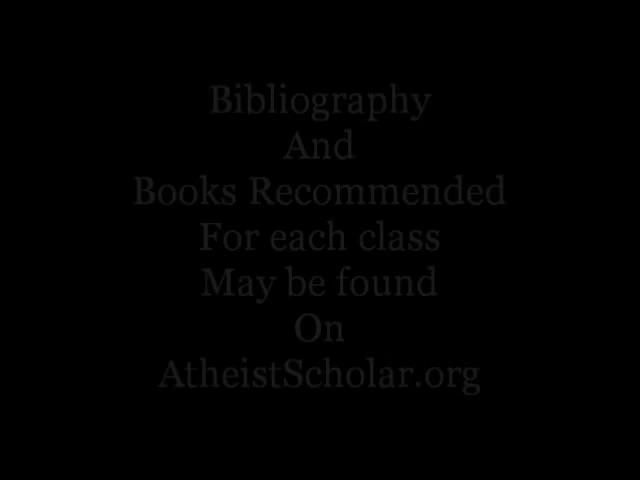 Bibliography
And
Books Recommended
For each class
May be found
On
AtheistScholar.org